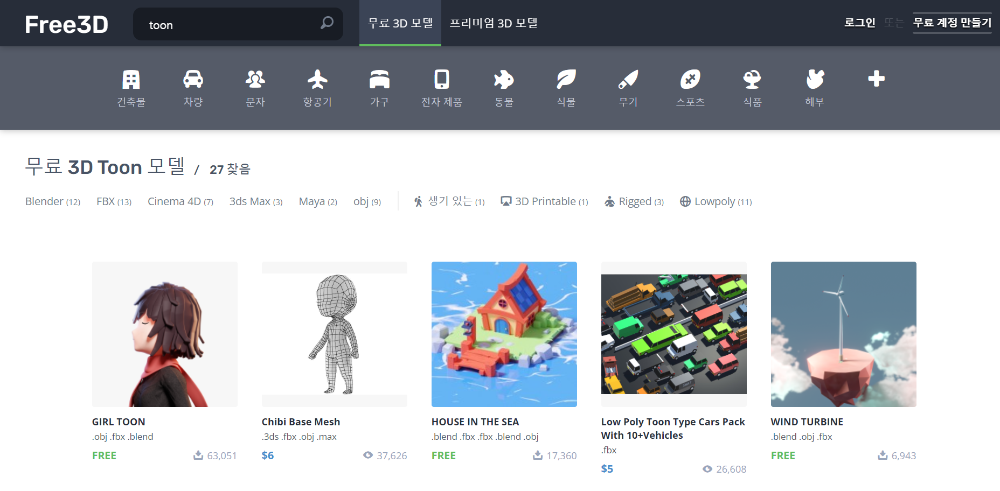 Free3D
toon
무료 3D 모델
프리미엄 3D 모델
로그인 또는 무료 계정 만들기
건축물
차량
문자
항공기
가구
전자 제품
동물
식물
무기
스포츠
식품
해부
무료 3D Toon 모델 / 27 찾음
Blender (12) FBX (13) Cinema 4D (7) 3ds Max (3) Maya (2) obj (9) 생기 있는 (1) 3D Printable (1) Rigged (3) Lowpoly (11)
GIRL TOON
.obj .fbx .blend
FREE 63,051
Chibi Base Mesh
.3ds .fbx .obj .max
$6 37,626
HOUSE IN THE SEA
.blend .fbx .fbx .blend .obj
FREE 17,360
Low Poly Toon Type Cars Pack
With 10+Vehicles
.fbx
$5 26,608
WIND TURBINE
.blend .obj .fbx
FREE 6,943